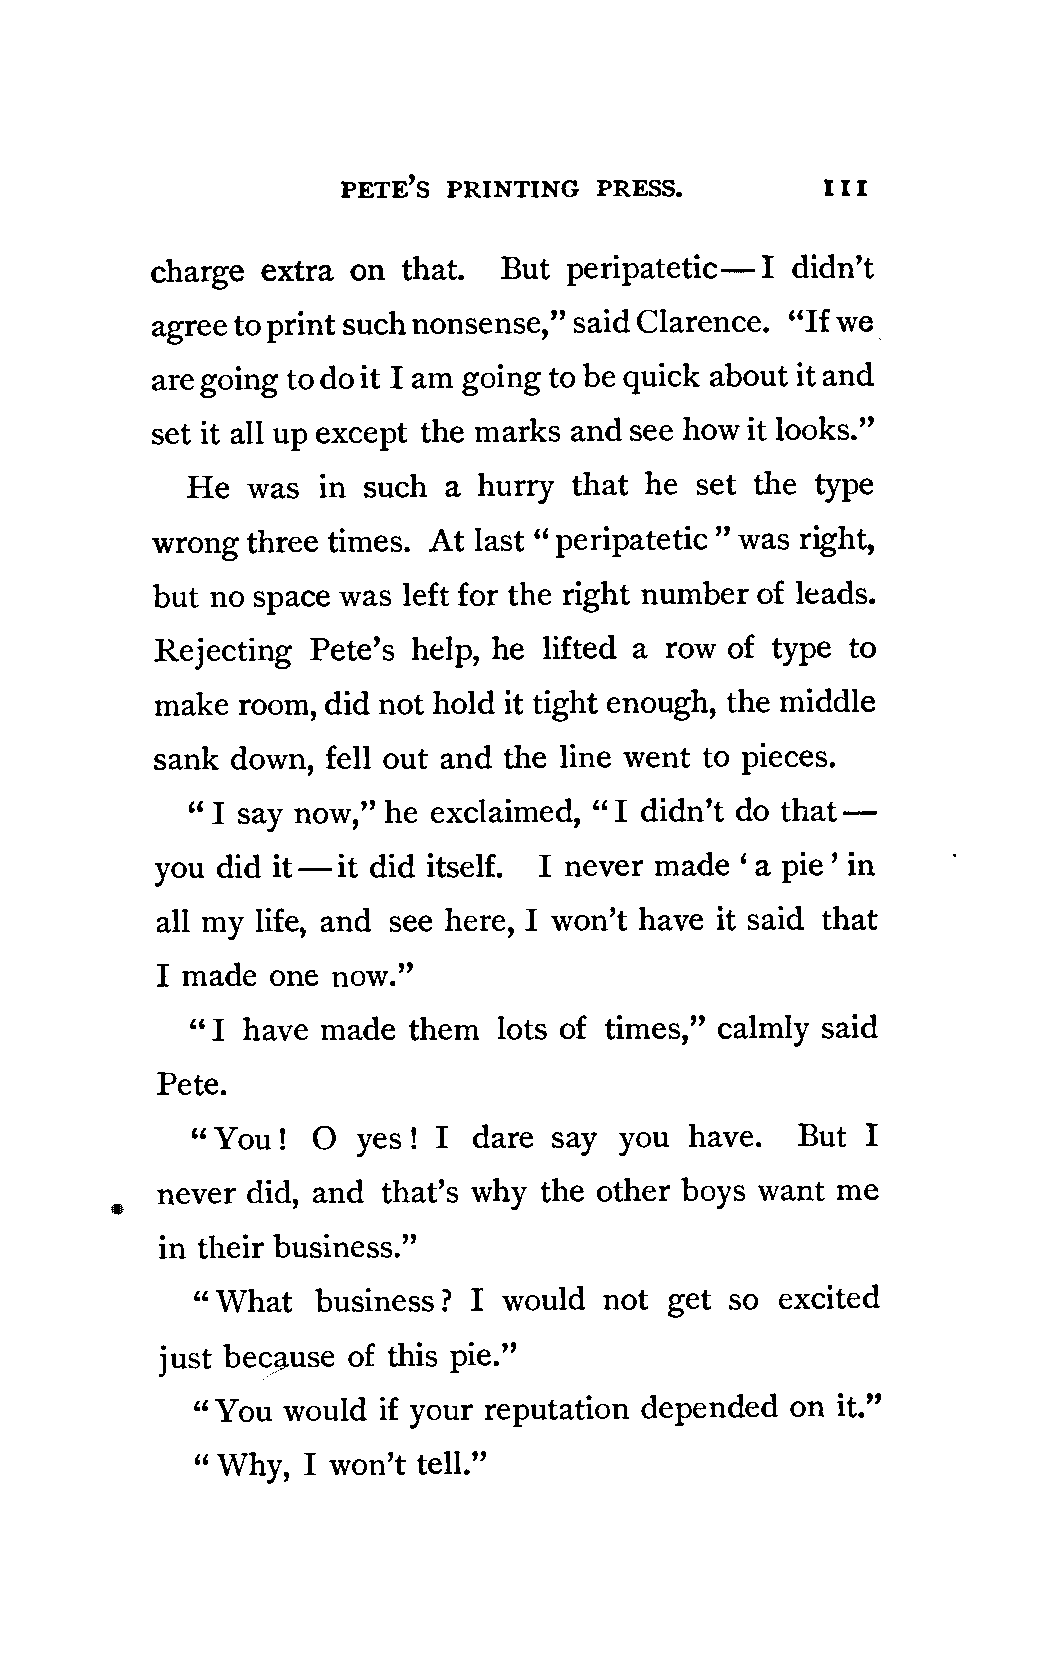 PETE'S PRINTING PRESS. 111
charge extra on that. But peripatetic—I didn't
agree to print such nonsense," said Clarence. "If we
are going to do it I am going to be quick about it and
set it all up except the marks and see how it looks."
He was in such a hurry that he set the type
wrong three times. At last "peripatetic" was right,
but no space was left for the right number of leads.
Rejecting Pete's help, he lifted a row of type to
make room, did not hold it tight enough, the middle
sank down, fell out and the line went to pieces.
"I say now," he exclaimed, "I didn't do that—
you did it—it did itself. I never made 'a pie' in
all my life, and see here, I won't have it said that
I made one now."
"I have made them lots of times," calmly said
Pete.
"You! O yes! I dare say you have. But I
never did, and that's why the other boys want me
in their business."
"What business? I would not get so excited
just because of this pie."
"You would if your reputation depended on it."
"Why, I won't tell."